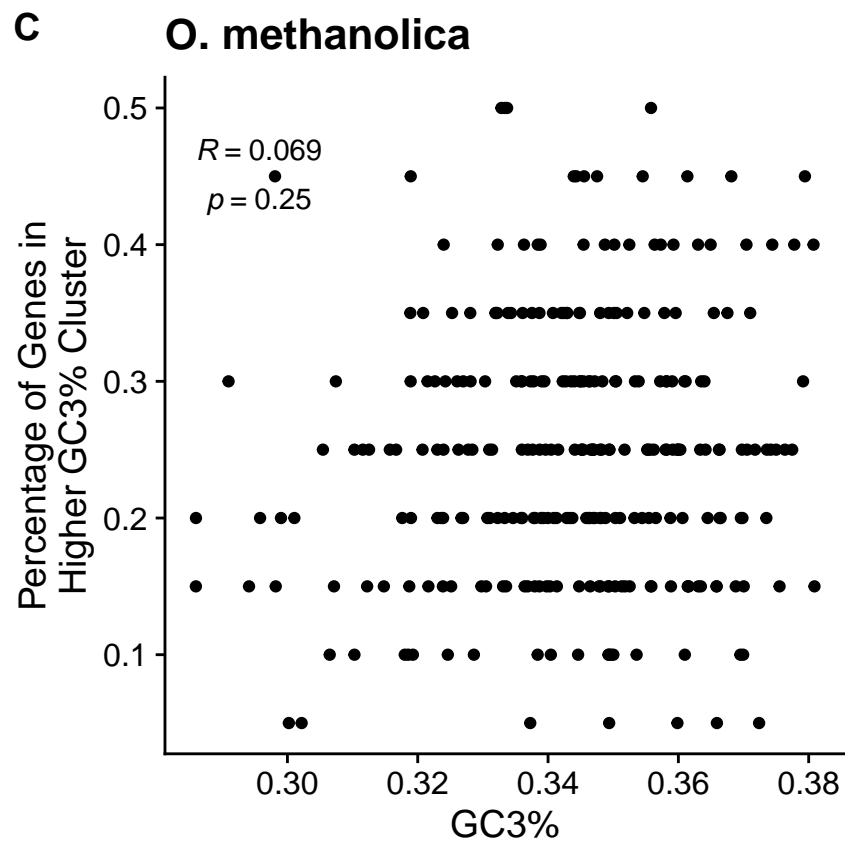 C
O. methanolica
Percentage of Genes in
Higher GC3% Cluster
0.5
0.4
0.3
0.2
0.1
R = 0.069
p = 0.25
0.30 0.32 0.34 0.36 0.38
GC3%